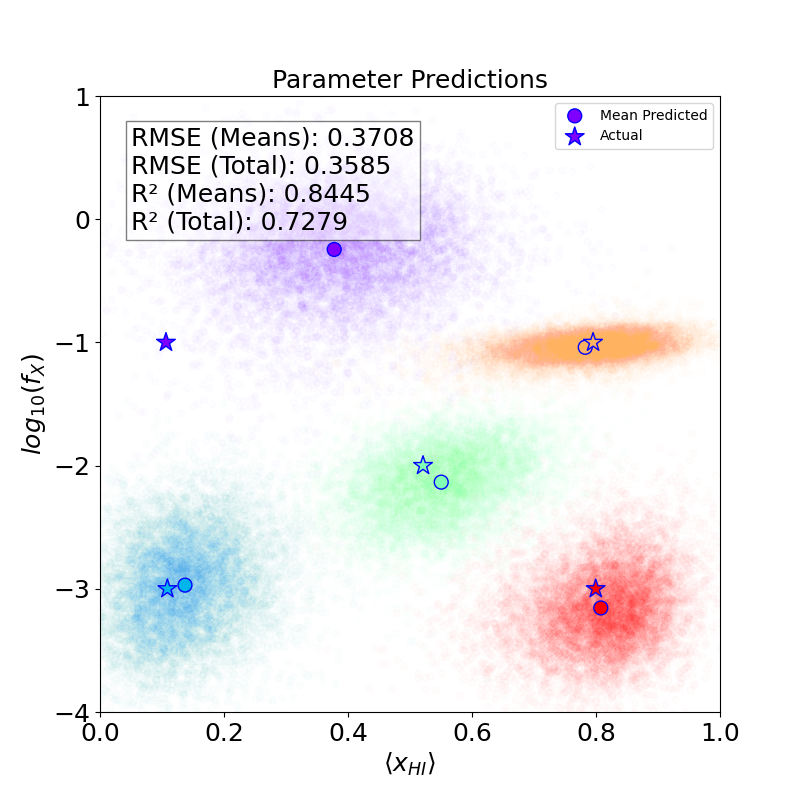 Parameter Predictions
RMSE (Means): 0.3708
RMSE (Total): 0.3585
R² (Means): 0.8445
R² (Total): 0.7279
Mean Predicted
Actual
1
0
−1
−2
−3
−4
log₁₀(f_X)
0.0 0.2 0.4 0.6 0.8 1.0
⟨x_HI⟩